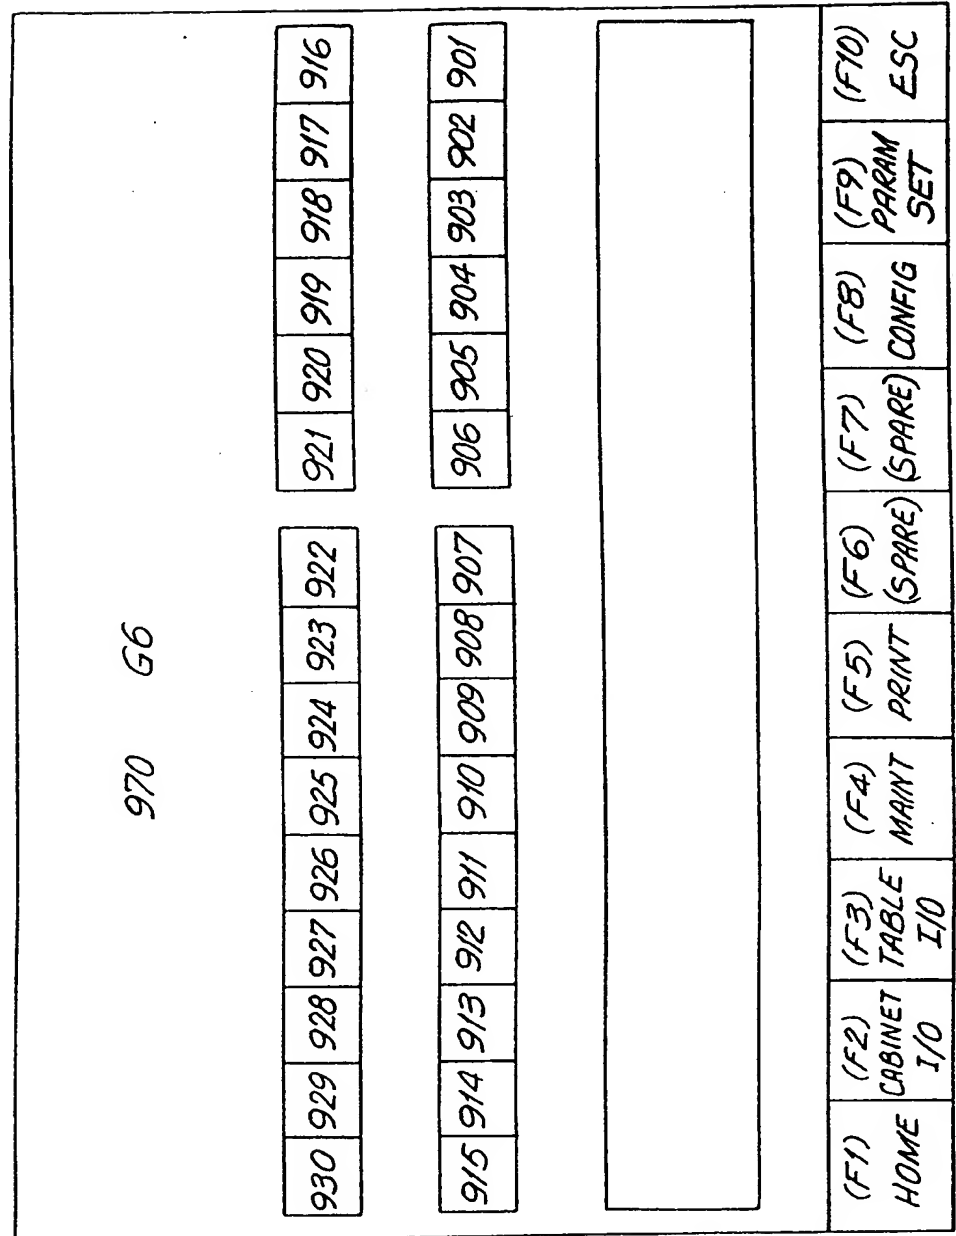 970 G6
930 929 928 927 926 925 924 923 922 921 920 919 918 917 916
915 914 913 912 911 910 909 908 907 906 905 904 903 902 901
(F1)
HOME
(F2)
CABINET
I/O
(F3)
TABLE
I/O
(F4)
MAINT
(F5)
PRINT
(F6)
(SPARE)
(F7)
(SPARE)
(F8)
CONFIG
(F9)
PARAM
SET
(F10)
ESC